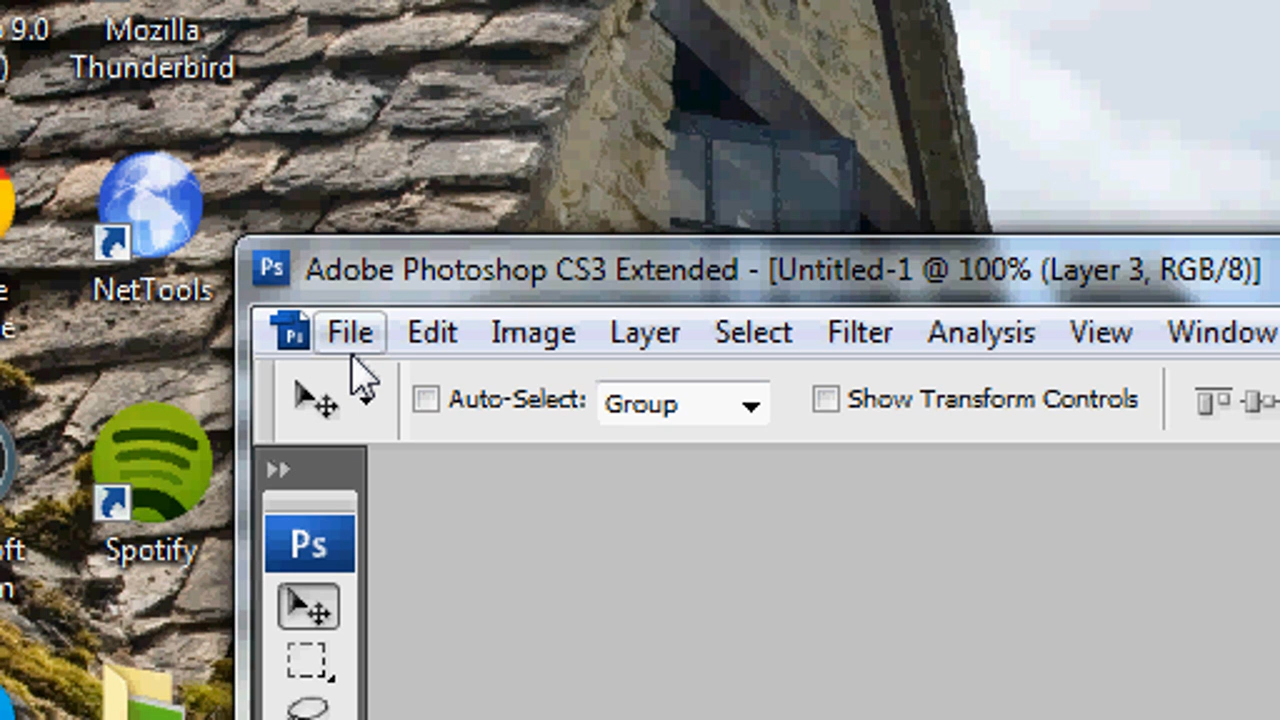 9.0
Mozilla
Thunderbird
NetTools
Spotify
Ps Adobe Photoshop CS3 Extended - [Untitled-1 @ 100% (Layer 3, RGB/8)]
Ps File Edit Image Layer Select Filter Analysis View Window
Auto-Select: Group Show Transform Controls
Ps